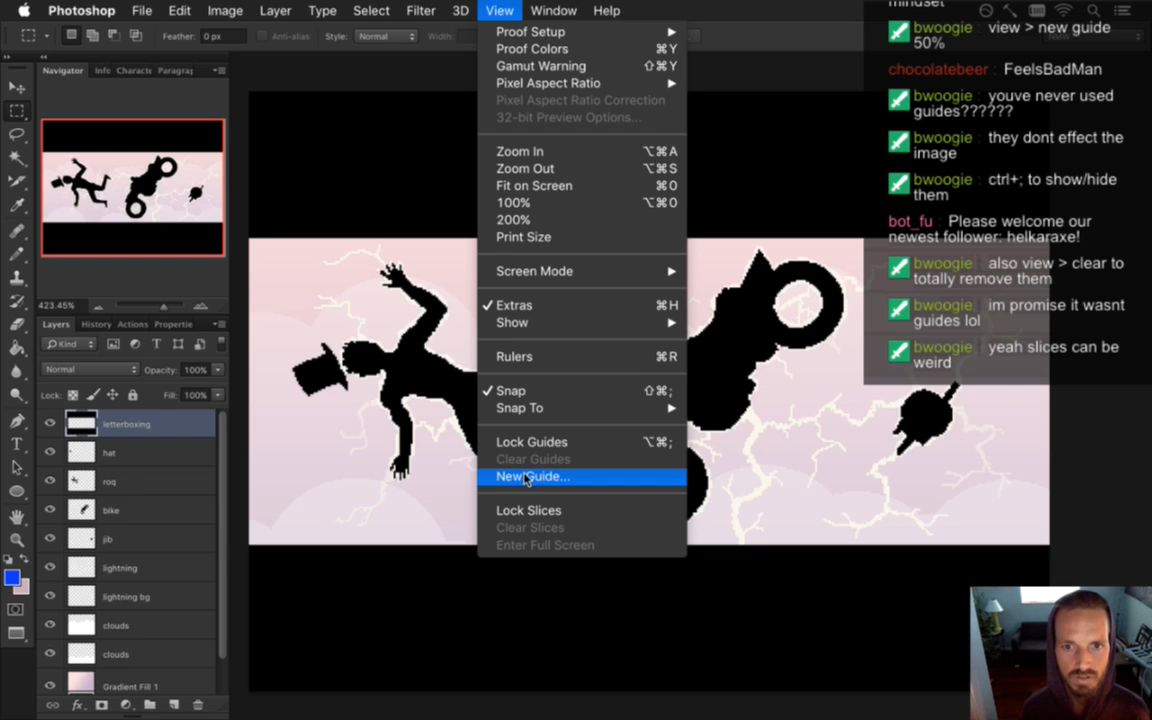 Photoshop File Edit Image Layer Type Select Filter 3D View Window Help
Feather: 0 px Anti-alias Style: Normal Width:
Navigator Info Characte Paragraj
423.45%
Layers History Actions Propertie
Kind
Normal Opacity: 100%
Lock: Fill: 100%
letterboxing
hat
roq
bike
jib
lightning
lightning bg
clouds
clouds
Gradient Fill 1
Proof Setup
Proof Colors ⌘Y
Gamut Warning ⇧⌘Y
Pixel Aspect Ratio
Pixel Aspect Ratio Correction
32-bit Preview Options...
Zoom In ⌥⌘A
Zoom Out ⌥⌘S
Fit on Screen ⌘0
100% ⌥⌘0
200%
Print Size
Screen Mode
✓ Extras ⌘H
Show
Rulers ⌘R
✓ Snap ⇧⌘;
Snap To
Lock Guides ⌥⌘;
Clear Guides
New Guide...
Lock Slices
Clear Slices
Enter Full Screen
mindset
bwoogie : view > new guide
50%
chocolatebeer : FeelsBadMan
bwoogie : youve never used
guides??????
bwoogie : they dont effect the
image
bwoogie : ctrl+; to show/hide
them
bot_fu : Please welcome our
newest follower: helkaraxe!
bwoogie : also view > clear to
totally remove them
bwoogie : im promise it wasnt
guides lol
bwoogie : yeah slices can be
weird